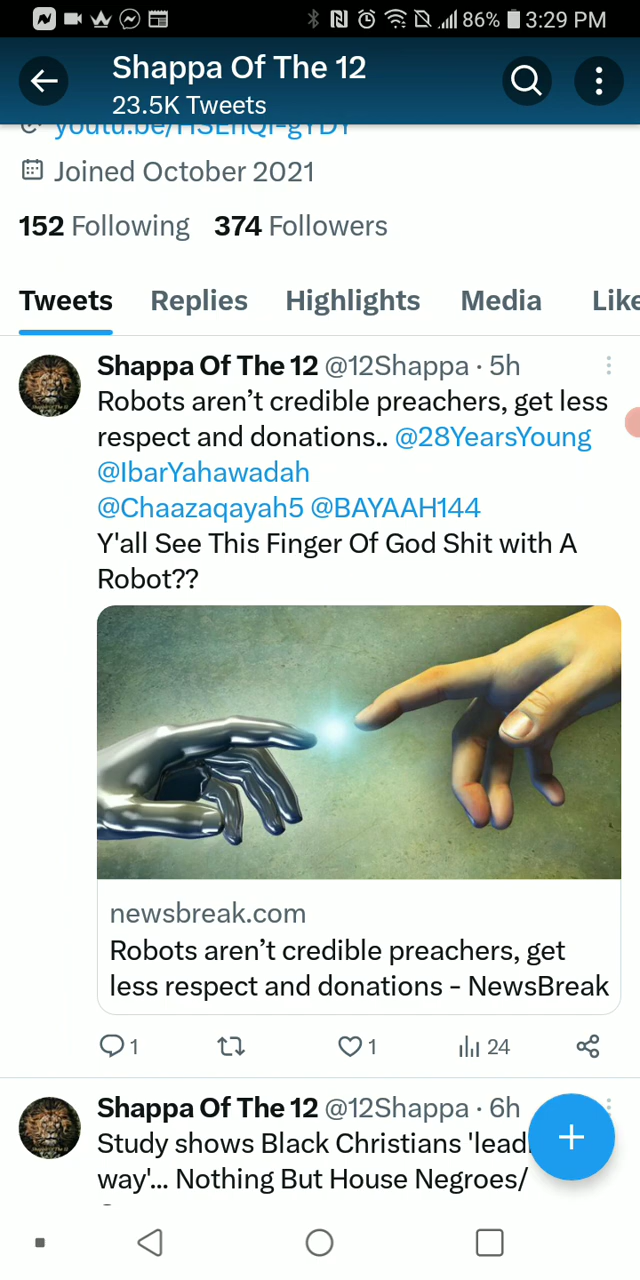 86% 3:29 PM
Shappa Of The 12
23.5K Tweets
Joined October 2021
152 Following 374 Followers
Tweets Replies Highlights Media Like
Shappa Of The 12 @12Shappa · 5h
Robots aren’t credible preachers, get less
respect and donations.. @28YearsYoung
@IbarYahawadah
@Chaazaqayah5 @BAYAAH144
Y'all See This Finger Of God Shit with A
Robot??
newsbreak.com
Robots aren’t credible preachers, get
less respect and donations - NewsBreak
1 1 24
Shappa Of The 12 @12Shappa · 6h
Study shows Black Christians 'lead
way'... Nothing But House Negroes/